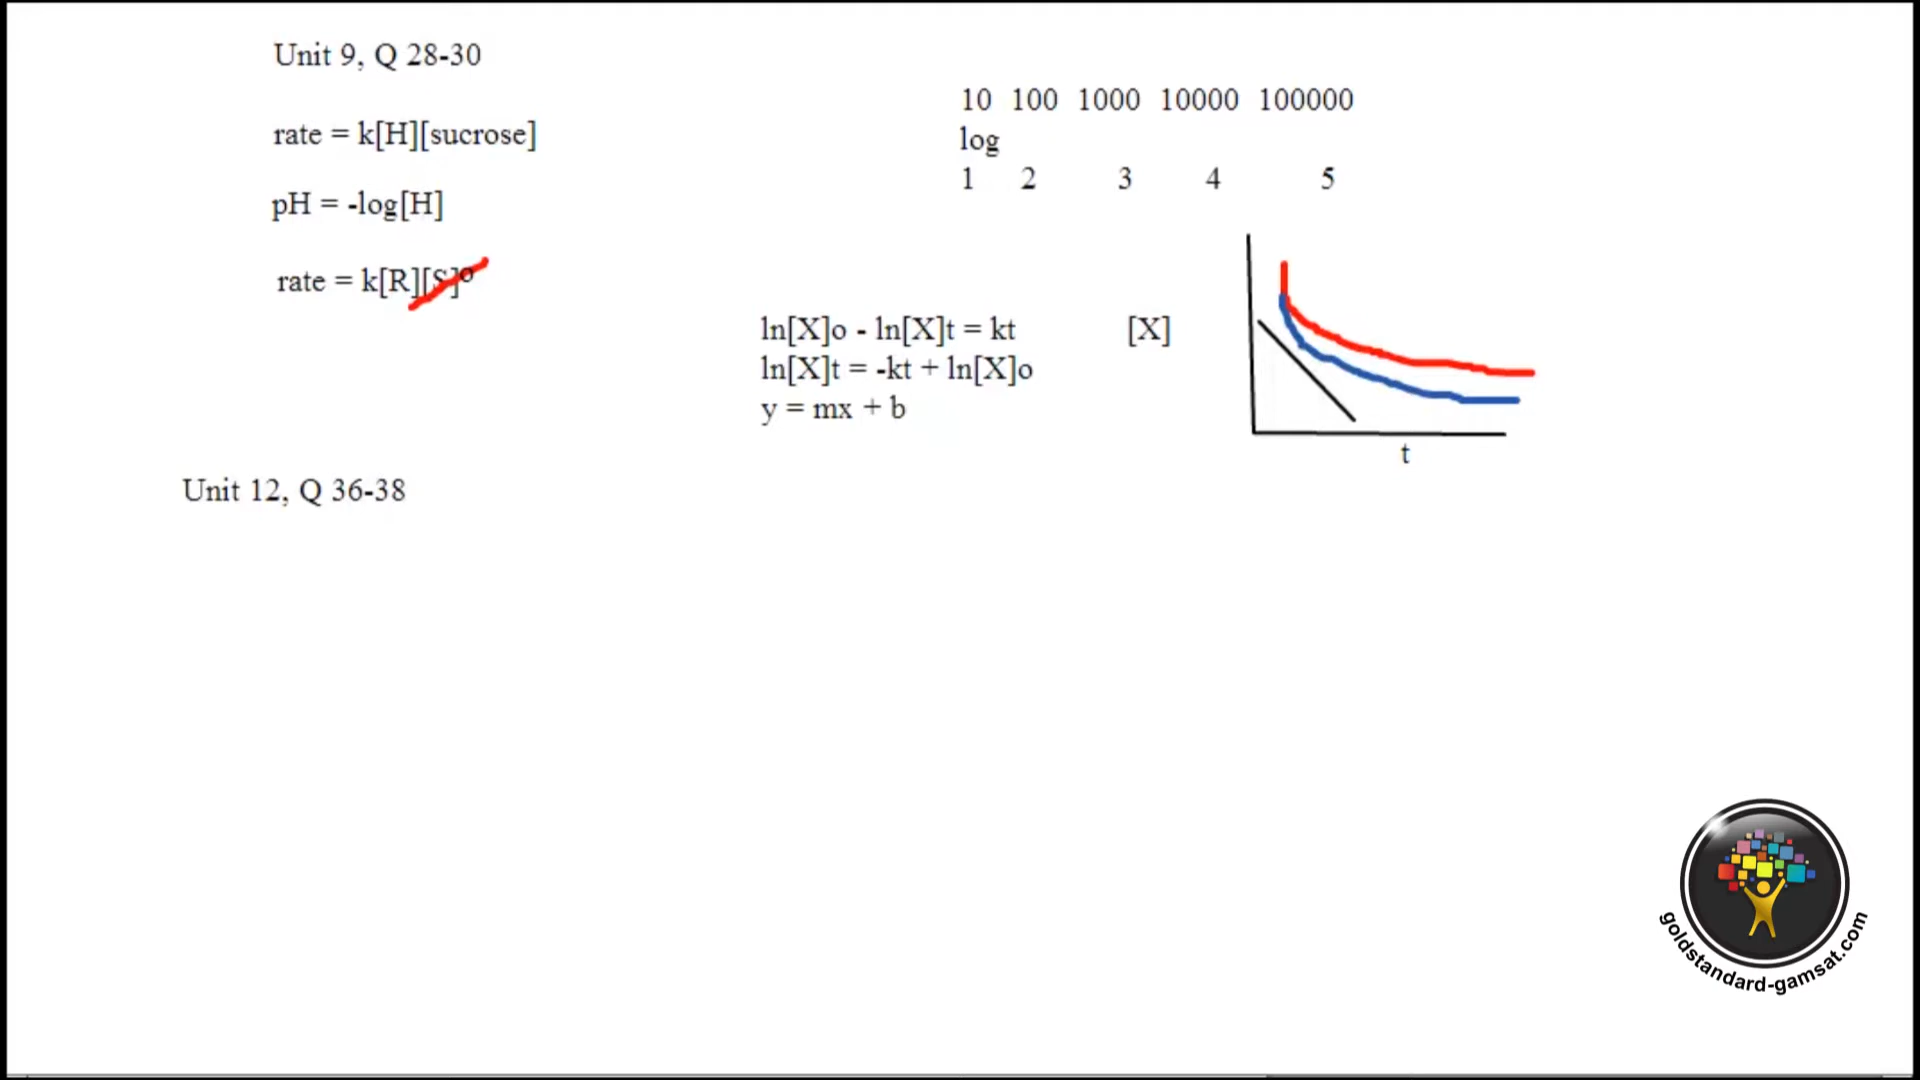 Unit 9, Q 28-30
rate = k[H][sucrose]
pH = -log[H]
rate = k[R][S]o
10 100 1000 10000 100000
log
1 2 3 4 5
ln[X]o - ln[X]t = kt
ln[X]t = -kt + ln[X]o
y = mx + b
[X]
t
Unit 12, Q 36-38
goldstandard-gamsat.com